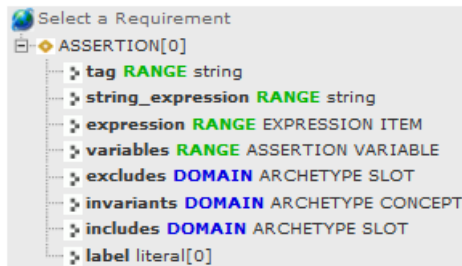 Select a Requirement
ASSERTION[0]
tag RANGE string
string_expression RANGE string
expression RANGE EXPRESSION ITEM
variables RANGE ASSERTION VARIABLE
excludes DOMAIN ARCHETYPE SLOT
invariants DOMAIN ARCHETYPE CONCEPT
includes DOMAIN ARCHETYPE SLOT
label literal[0]